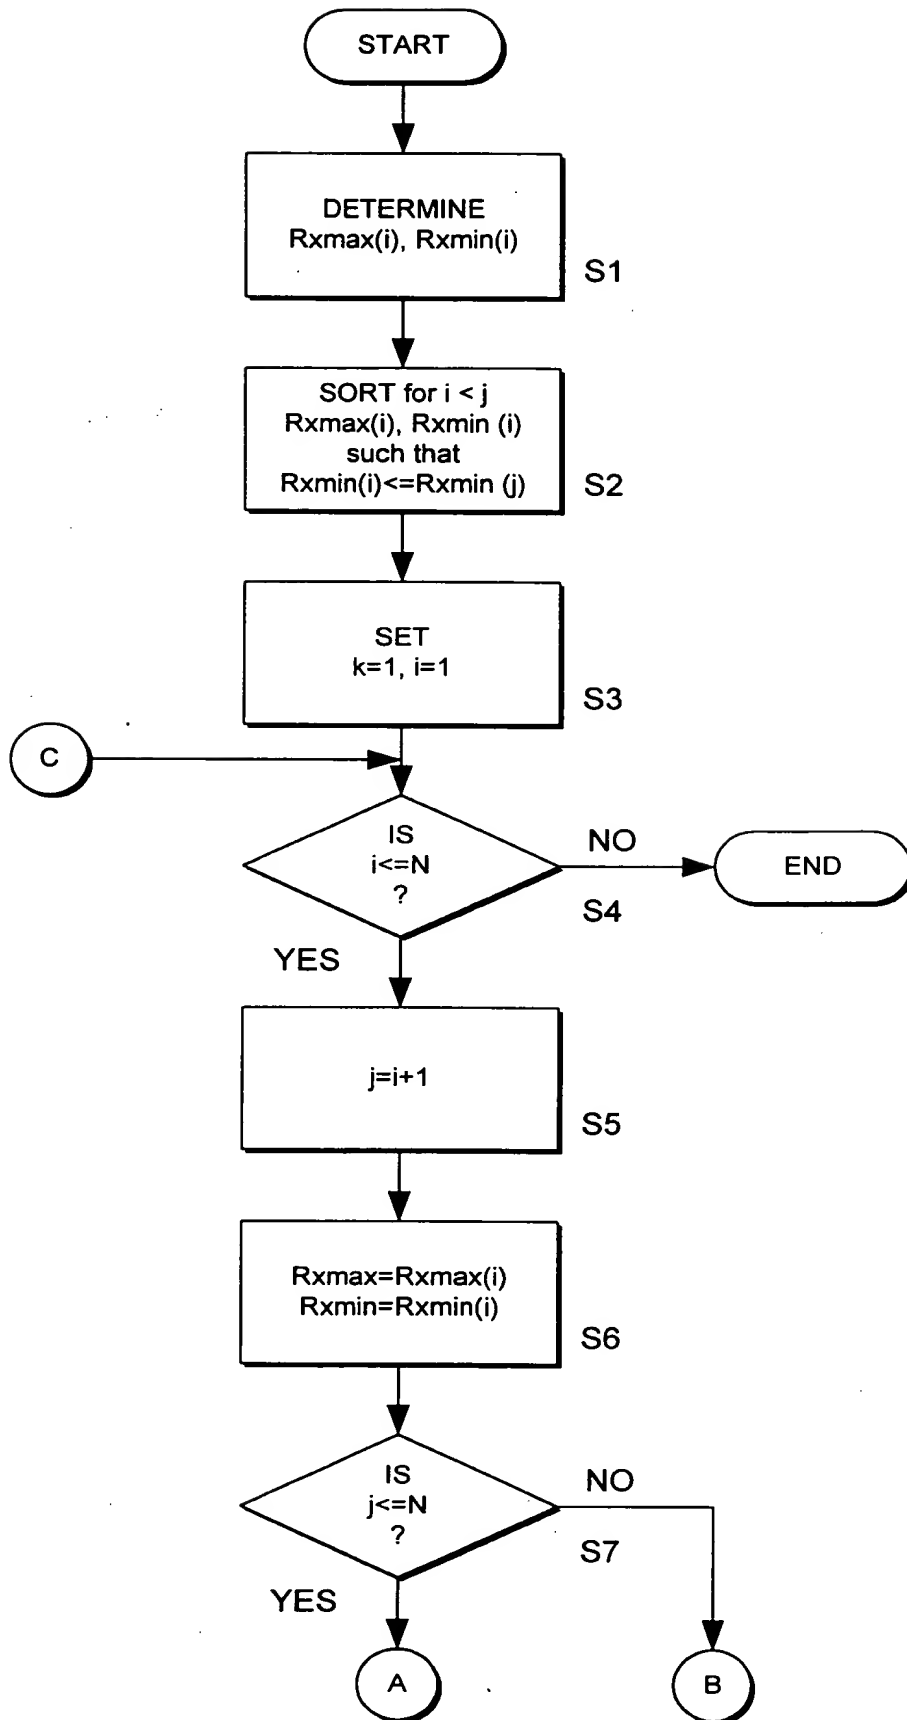 START
DETERMINE
Rxmax(i), Rxmin(i)
S1
SORT for i < j
Rxmax(i), Rxmin (i)
such that
Rxmin(i)<=Rxmin (j)
S2
SET
k=1, i=1
S3
C
IS
i<=N
?
NO
S4
END
YES
j=i+1
S5
Rxmax=Rxmax(i)
Rxmin=Rxmin(i)
S6
IS
j<=N
?
NO
S7
YES
A
B